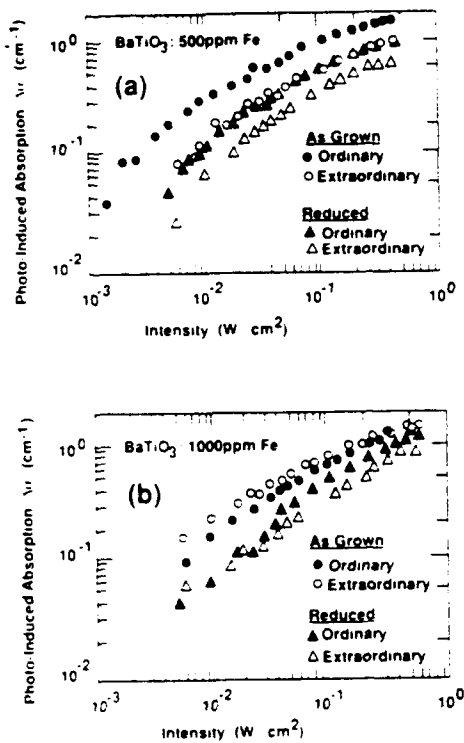 Photo-Induced Absorption \α (cm⁻¹)
10⁰
10⁻¹
10⁻²
BaTiO₃: 500ppm Fe
(a)
As Grown
● Ordinary
○ Extraordinary
Reduced
▲ Ordinary
△ Extraordinary
10⁻³
10⁻²
10⁻¹
10⁰
Intensity (W cm²)
Photo-Induced Absorption \α (cm⁻¹)
10⁰
10⁻¹
10⁻²
BaTiO₃ 1000ppm Fe
(b)
As Grown
● Ordinary
○ Extraordinary
Reduced
▲ Ordinary
△ Extraordinary
10⁻³
10⁻²
10⁻¹
10⁰
Intensity (W cm²)